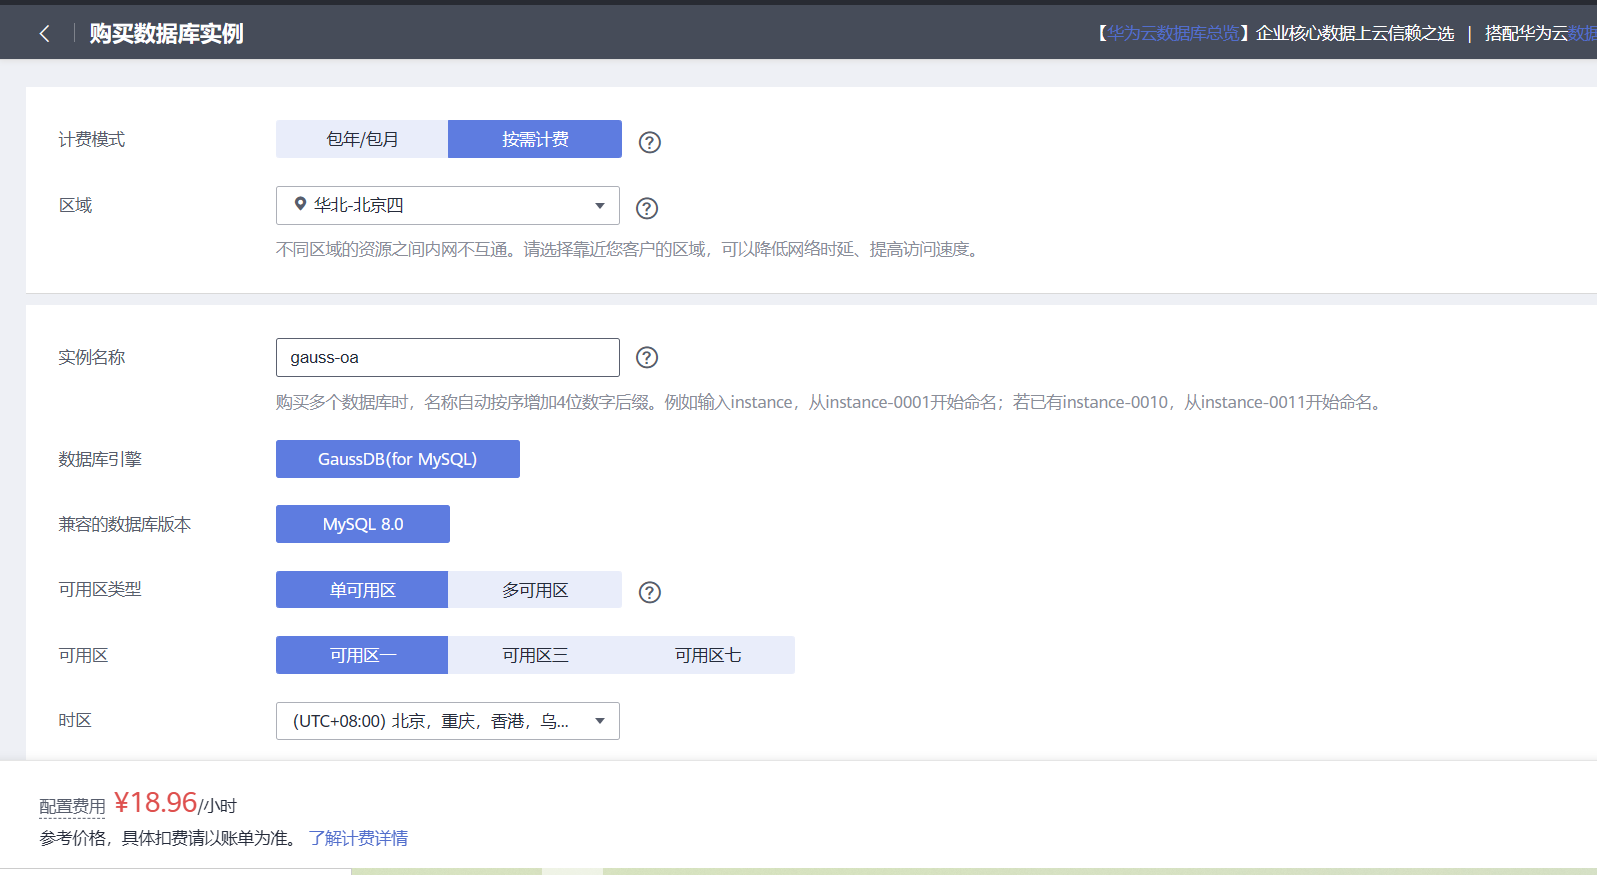 购买数据库实例
【华为云数据库总览】企业核心数据上云信赖之选 | 搭配华为云数据
计费模式 包年/包月 按需计费
区域 华北-北京四
不同区域的资源之间内网不互通。请选择靠近您客户的区域，可以降低网络时延、提高访问速度。
实例名称 gauss-oa
购买多个数据库时，名称自动按序增加4位数字后缀。例如输入instance，从instance-0001开始命名；若已有instance-0010，从instance-0011开始命名。
数据库引擎 GaussDB(for MySQL)
兼容的数据库版本 MySQL 8.0
可用区类型 单可用区 多可用区
可用区 可用区一 可用区三 可用区七
时区 (UTC+08:00) 北京，重庆，香港，乌...
配置费用 ¥18.96/小时
参考价格，具体扣费请以账单为准。 了解计费详情